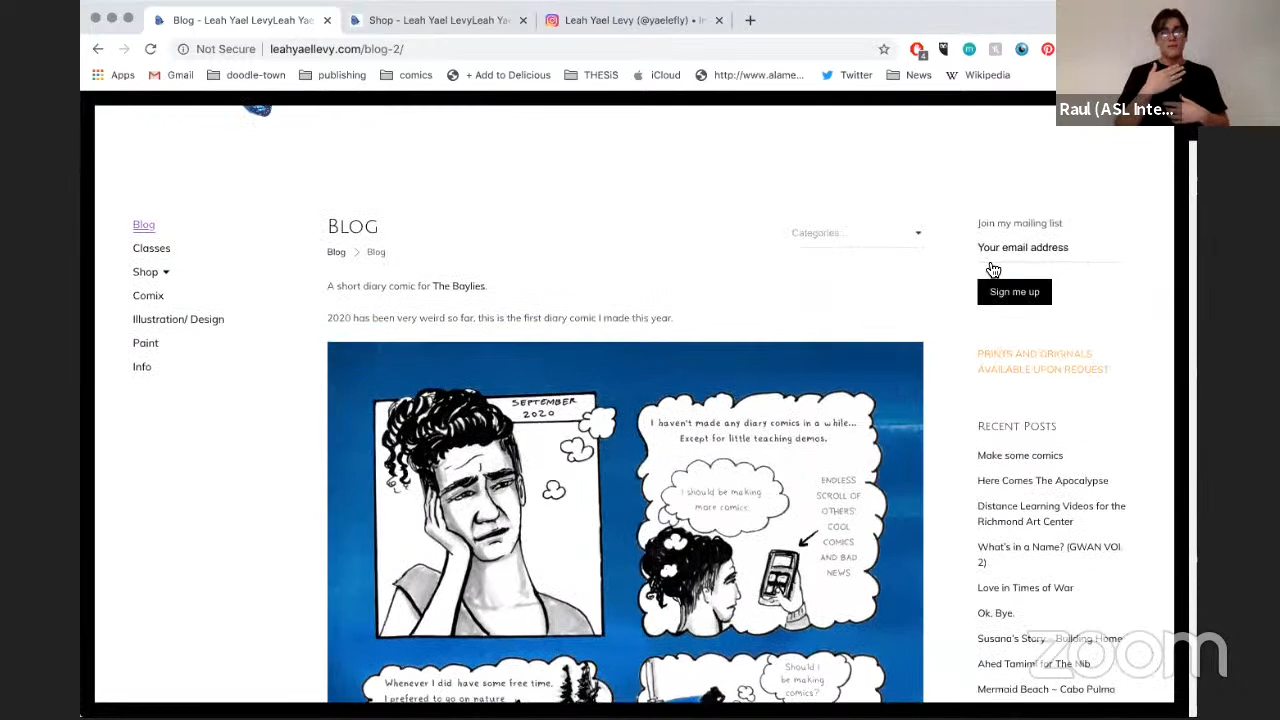 Blog - Leah Yael LevyLeah Yae
Shop - Leah Yael LevyLeah Ya
Leah Yael Levy (@yaelefly) •
Not Secure
leahyaellevy.com/blog-2/
4
Apps
Gmail
doodle-town
publishing
comics
+ Add to Delicious
THESiS
iCloud
http://www.alame...
Twitter
News
Wikipedia
Raul (ASL Inte...
Blog
Classes
Shop
Comix
Illustration/ Design
Paint
Info
Blog
Blog > Blog
Categories...
A short diary comic for The Baylies.
2020 has been very weird so far, this is the first diary comic I made this year.
SEPTEMBER
2020
I haven't made any diary comics in a while...
Except for little teaching demos.
I should be making
more comics.
ENDLESS
SCROLL OF
OTHERS'
COOL
COMICS
AND BAD
NEWS
Whenever I did have some free time,
I preferred to go on nature
Should I
be making
comics?
Join my mailing list
Your email address
Sign me up
PRINTS AND ORIGINALS
AVAILABLE UPON REQUEST
Recent Posts
Make some comics
Here Comes The Apocalypse
Distance Learning Videos for the
Richmond Art Center
What's in a Name? (GWAN VOl
2)
Love in Times of War
Ok, Bye.
Susana's Story – Building Home
Ahed Tamimi for The Nib
Mermaid Beach ~ Cabo Pulmo
zoom